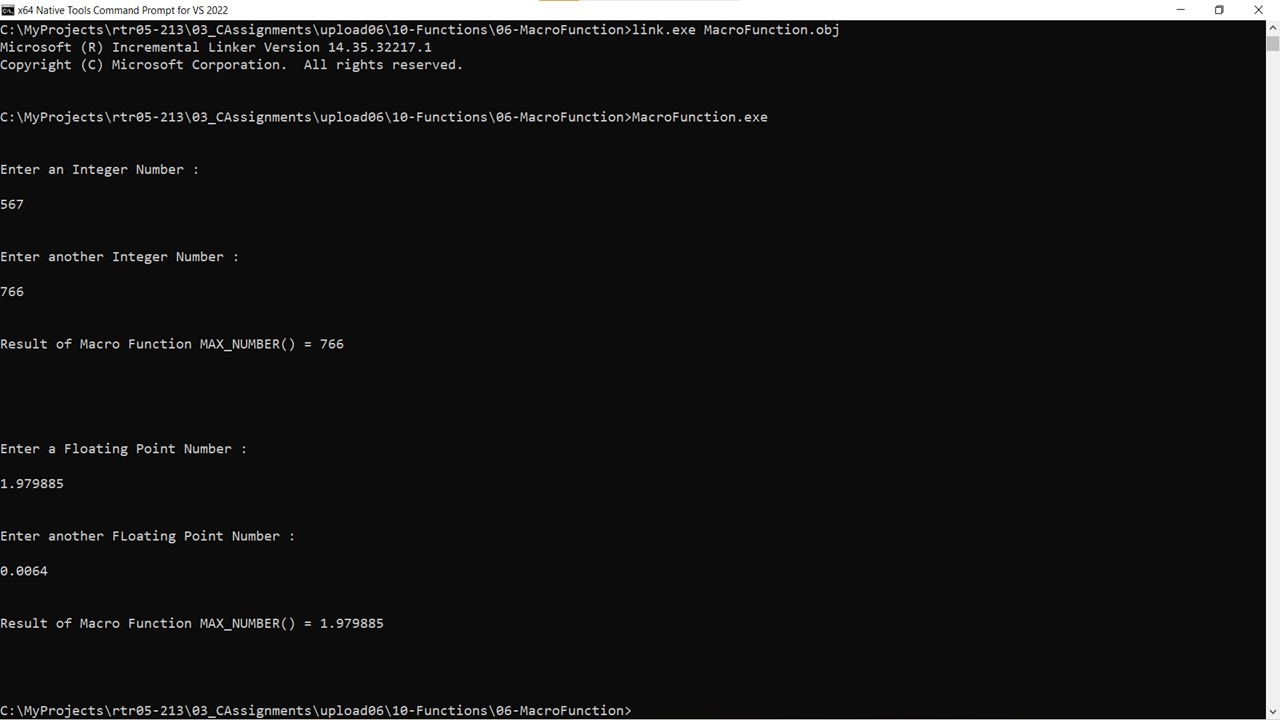 x64 Native Tools Command Prompt for VS 2022
C:\MyProjects\rtr05-213\03_CAssignments\upload06\10-Functions\06-MacroFunction>link.exe MacroFunction.obj
Microsoft (R) Incremental Linker Version 14.35.32217.1
Copyright (C) Microsoft Corporation.  All rights reserved.
C:\MyProjects\rtr05-213\03_CAssignments\upload06\10-Functions\06-MacroFunction>MacroFunction.exe
Enter an Integer Number :
567
Enter another Integer Number :
766
Result of Macro Function MAX_NUMBER() = 766
Enter a Floating Point Number :
1.979885
Enter another FLoating Point Number :
0.0064
Result of Macro Function MAX_NUMBER() = 1.979885
C:\MyProjects\rtr05-213\03_CAssignments\upload06\10-Functions\06-MacroFunction>